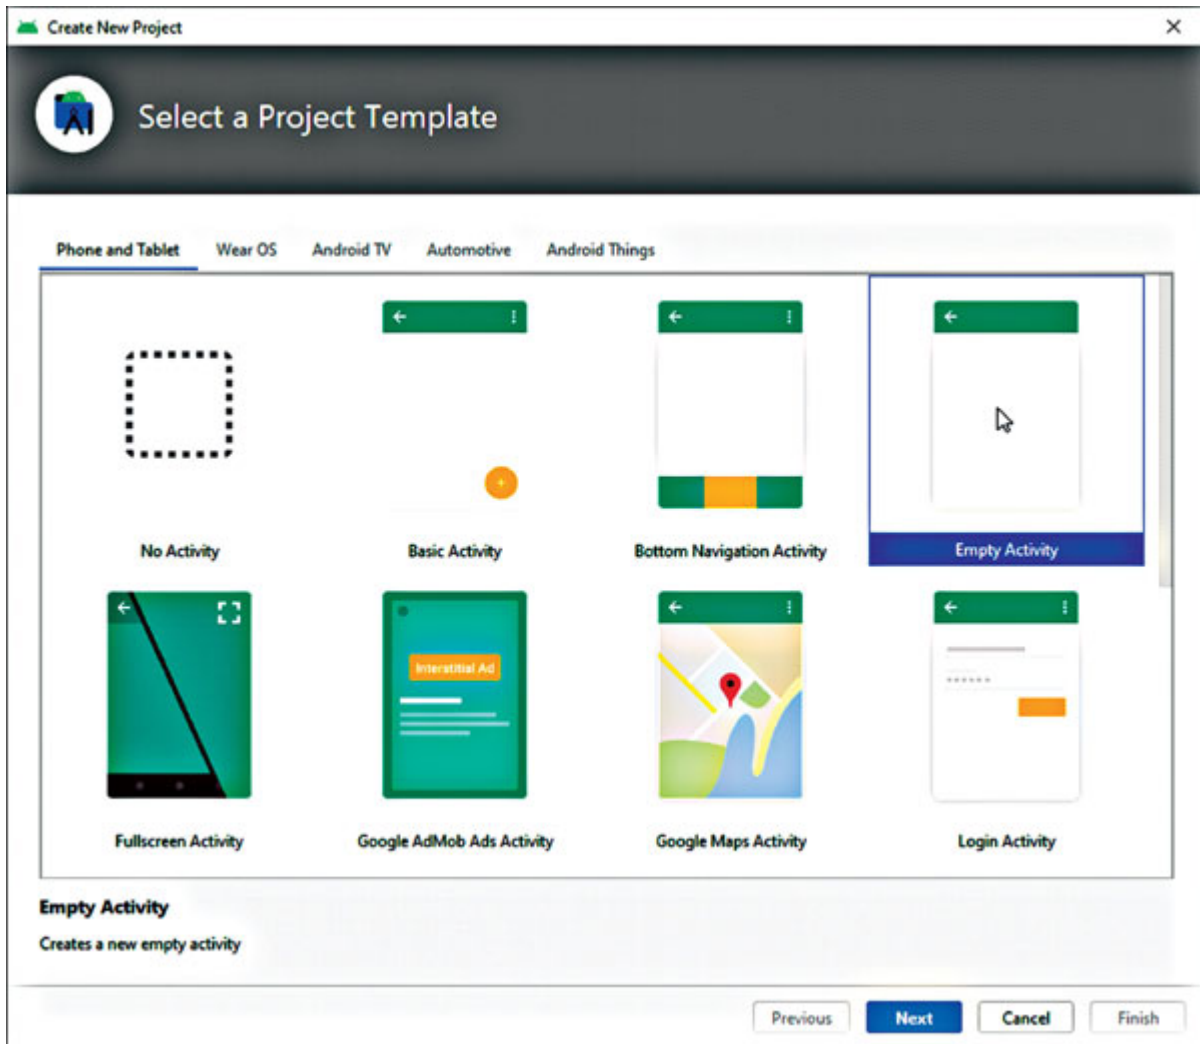 Create New Project
Select a Project Template
Phone and Tablet Wear OS Android TV Automotive Android Things
No Activity Basic Activity Bottom Navigation Activity Empty Activity
Interstitial Ad
Fullscreen Activity Google AdMob Ads Activity Google Maps Activity Login Activity
Empty Activity
Creates a new empty activity
Previous Next Cancel Finish